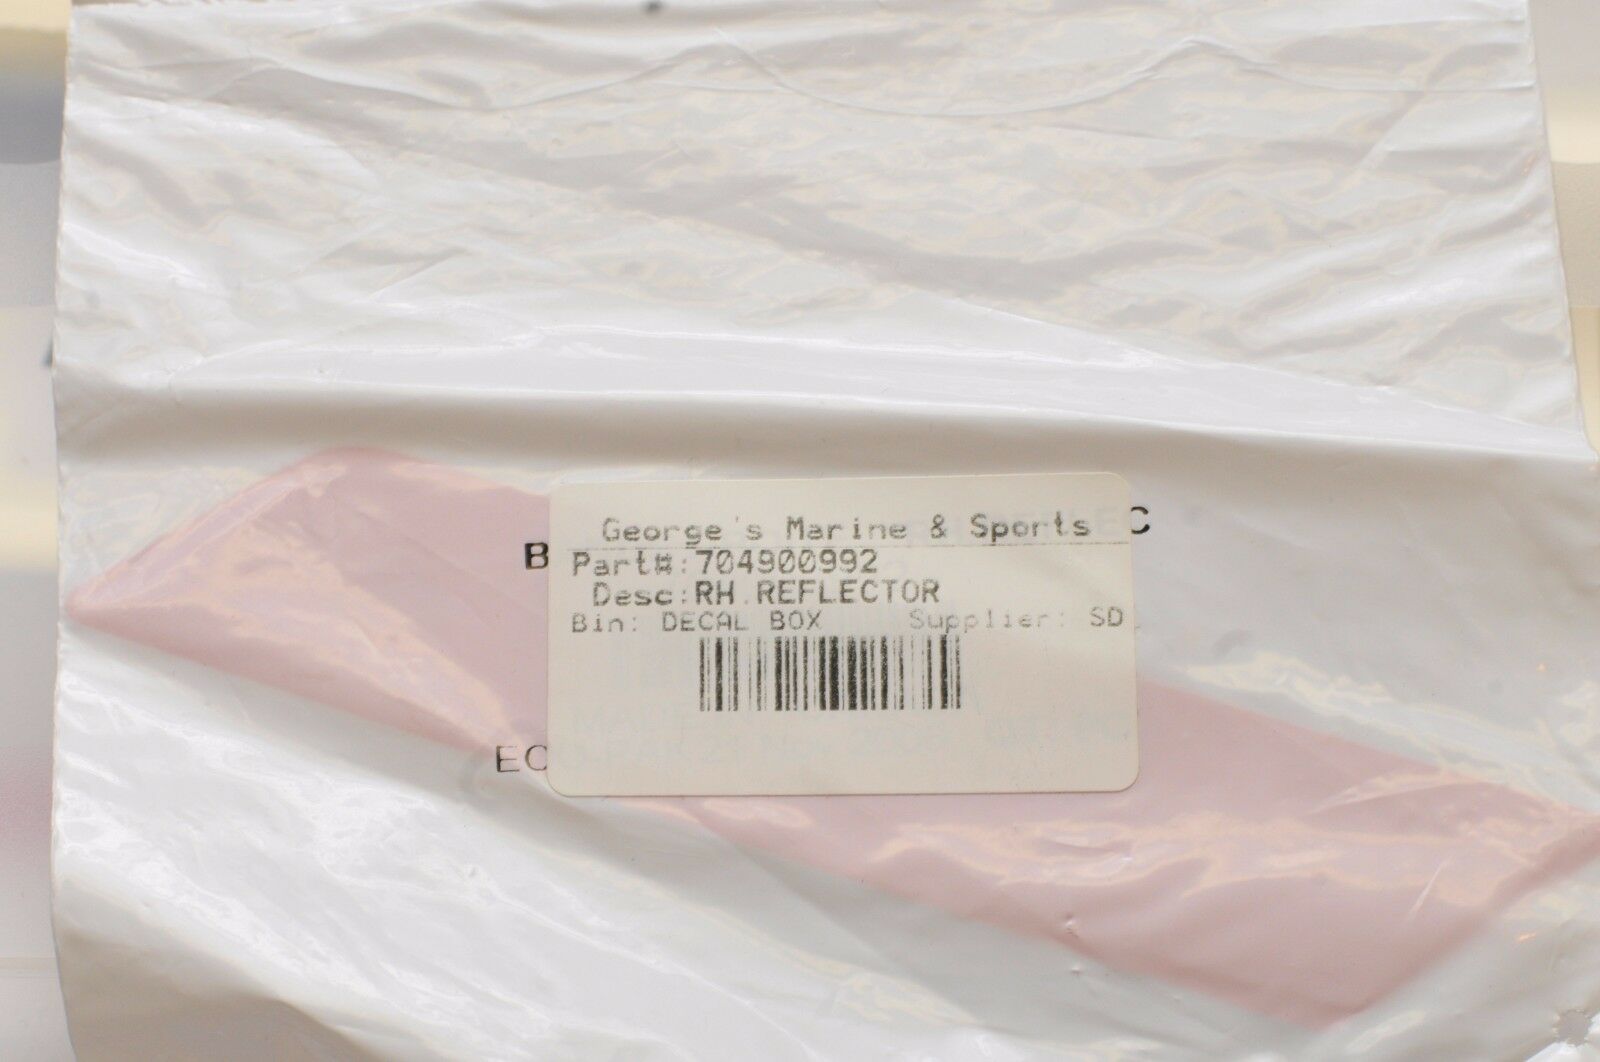 George's Marine & Sports
Part#:704900992
Desc:RH REFLECTOR
Bin: DECAL BOX Supplier: SD